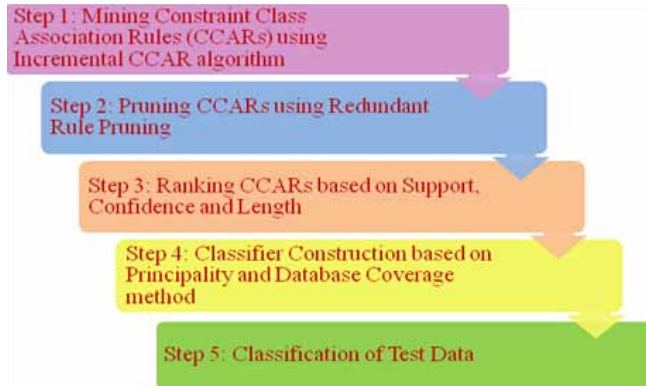 Step 1: Mining Constraint Class
Association Rules (CCARs) using
Incremental CCAR algorithm
Step 2: Pruning CCARs using Redundant
Rule Pruning
Step 3: Ranking CCARs based on Support,
Confidence and Length
Step 4: Classifier Construction based on
Principality and Database Coverage
method
Step 5: Classification of Test Data